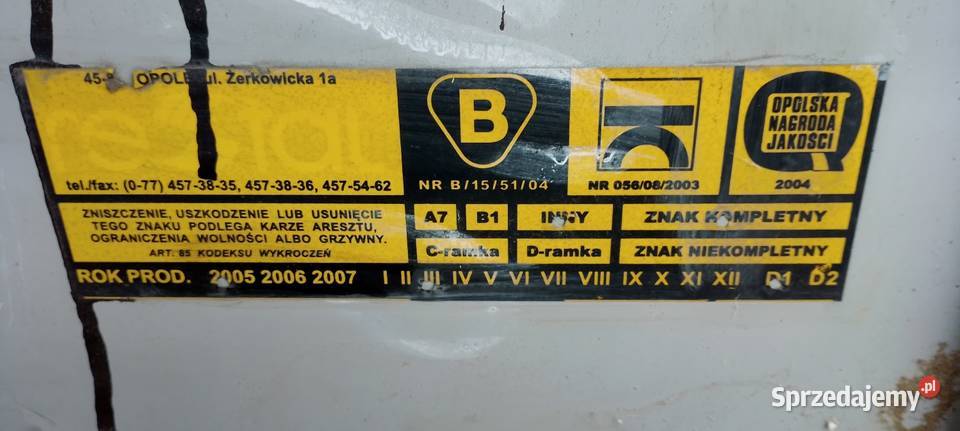 OPOLE ul. Żerkowicka 1a
tel./fax: (0-77) 457-38-35, 457-38-36, 457-54-62
B
NR B/15/51/04
NR 056/08/2003
OPOLSKA
NAGRODA
JAKOŚCI
2004
ZNISZCZENIE, USZKODZENIE LUB USUNIĘCIE
TEGO ZNAKU PODLEGA KARZE ARESZTU,
OGRANICZENIA WOLNOŚCI ALBO GRZYWNY.
ART. 85 KODEKSU WYKROCZEŃ
A7 B1 INNY ZNAK KOMPLETNY
C-ramka D-ramka ZNAK NIEKOMPLETNY
ROK PROD. 2005 2006 2007 I II III IV V VI VII VIII IX X XI XII D1 D2
Sprzedajemy.pl